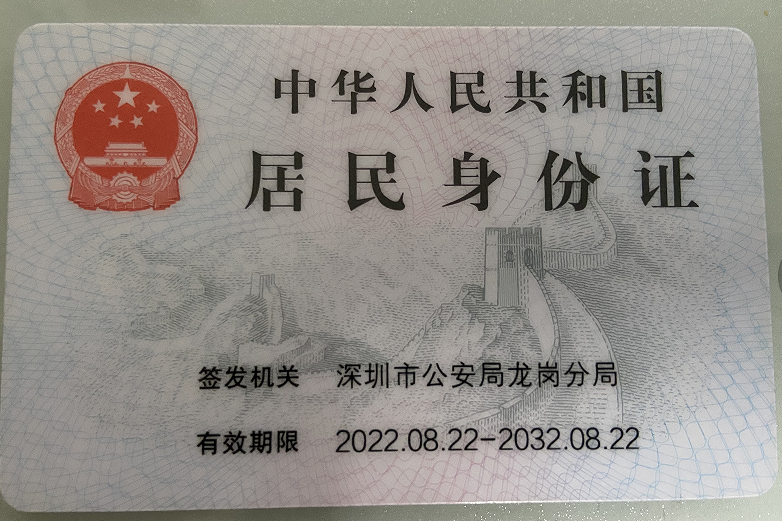 中华人民共和国
居民身份证
签发机关 深圳市公安局龙岗分局
有效期限 2022.08.22-2032.08.22